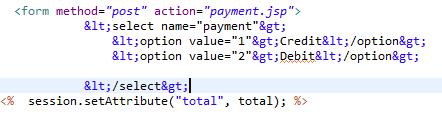 <form method="post" action="payment.jsp">
&lt;select name="payment"&gt;
&lt;option value="1"&gt;Credit&lt;/option&gt;
&lt;option value="2"&gt;Debit&lt;/option&gt;
&lt;/select&gt;
<% session.setAttribute("total", total); %>